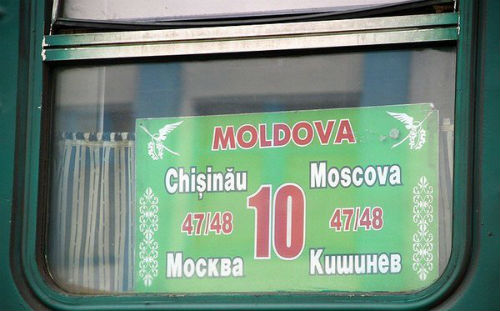 MOLDOVA
Chișinău Moscova
47/48 10 47/48
Москва Кишинев